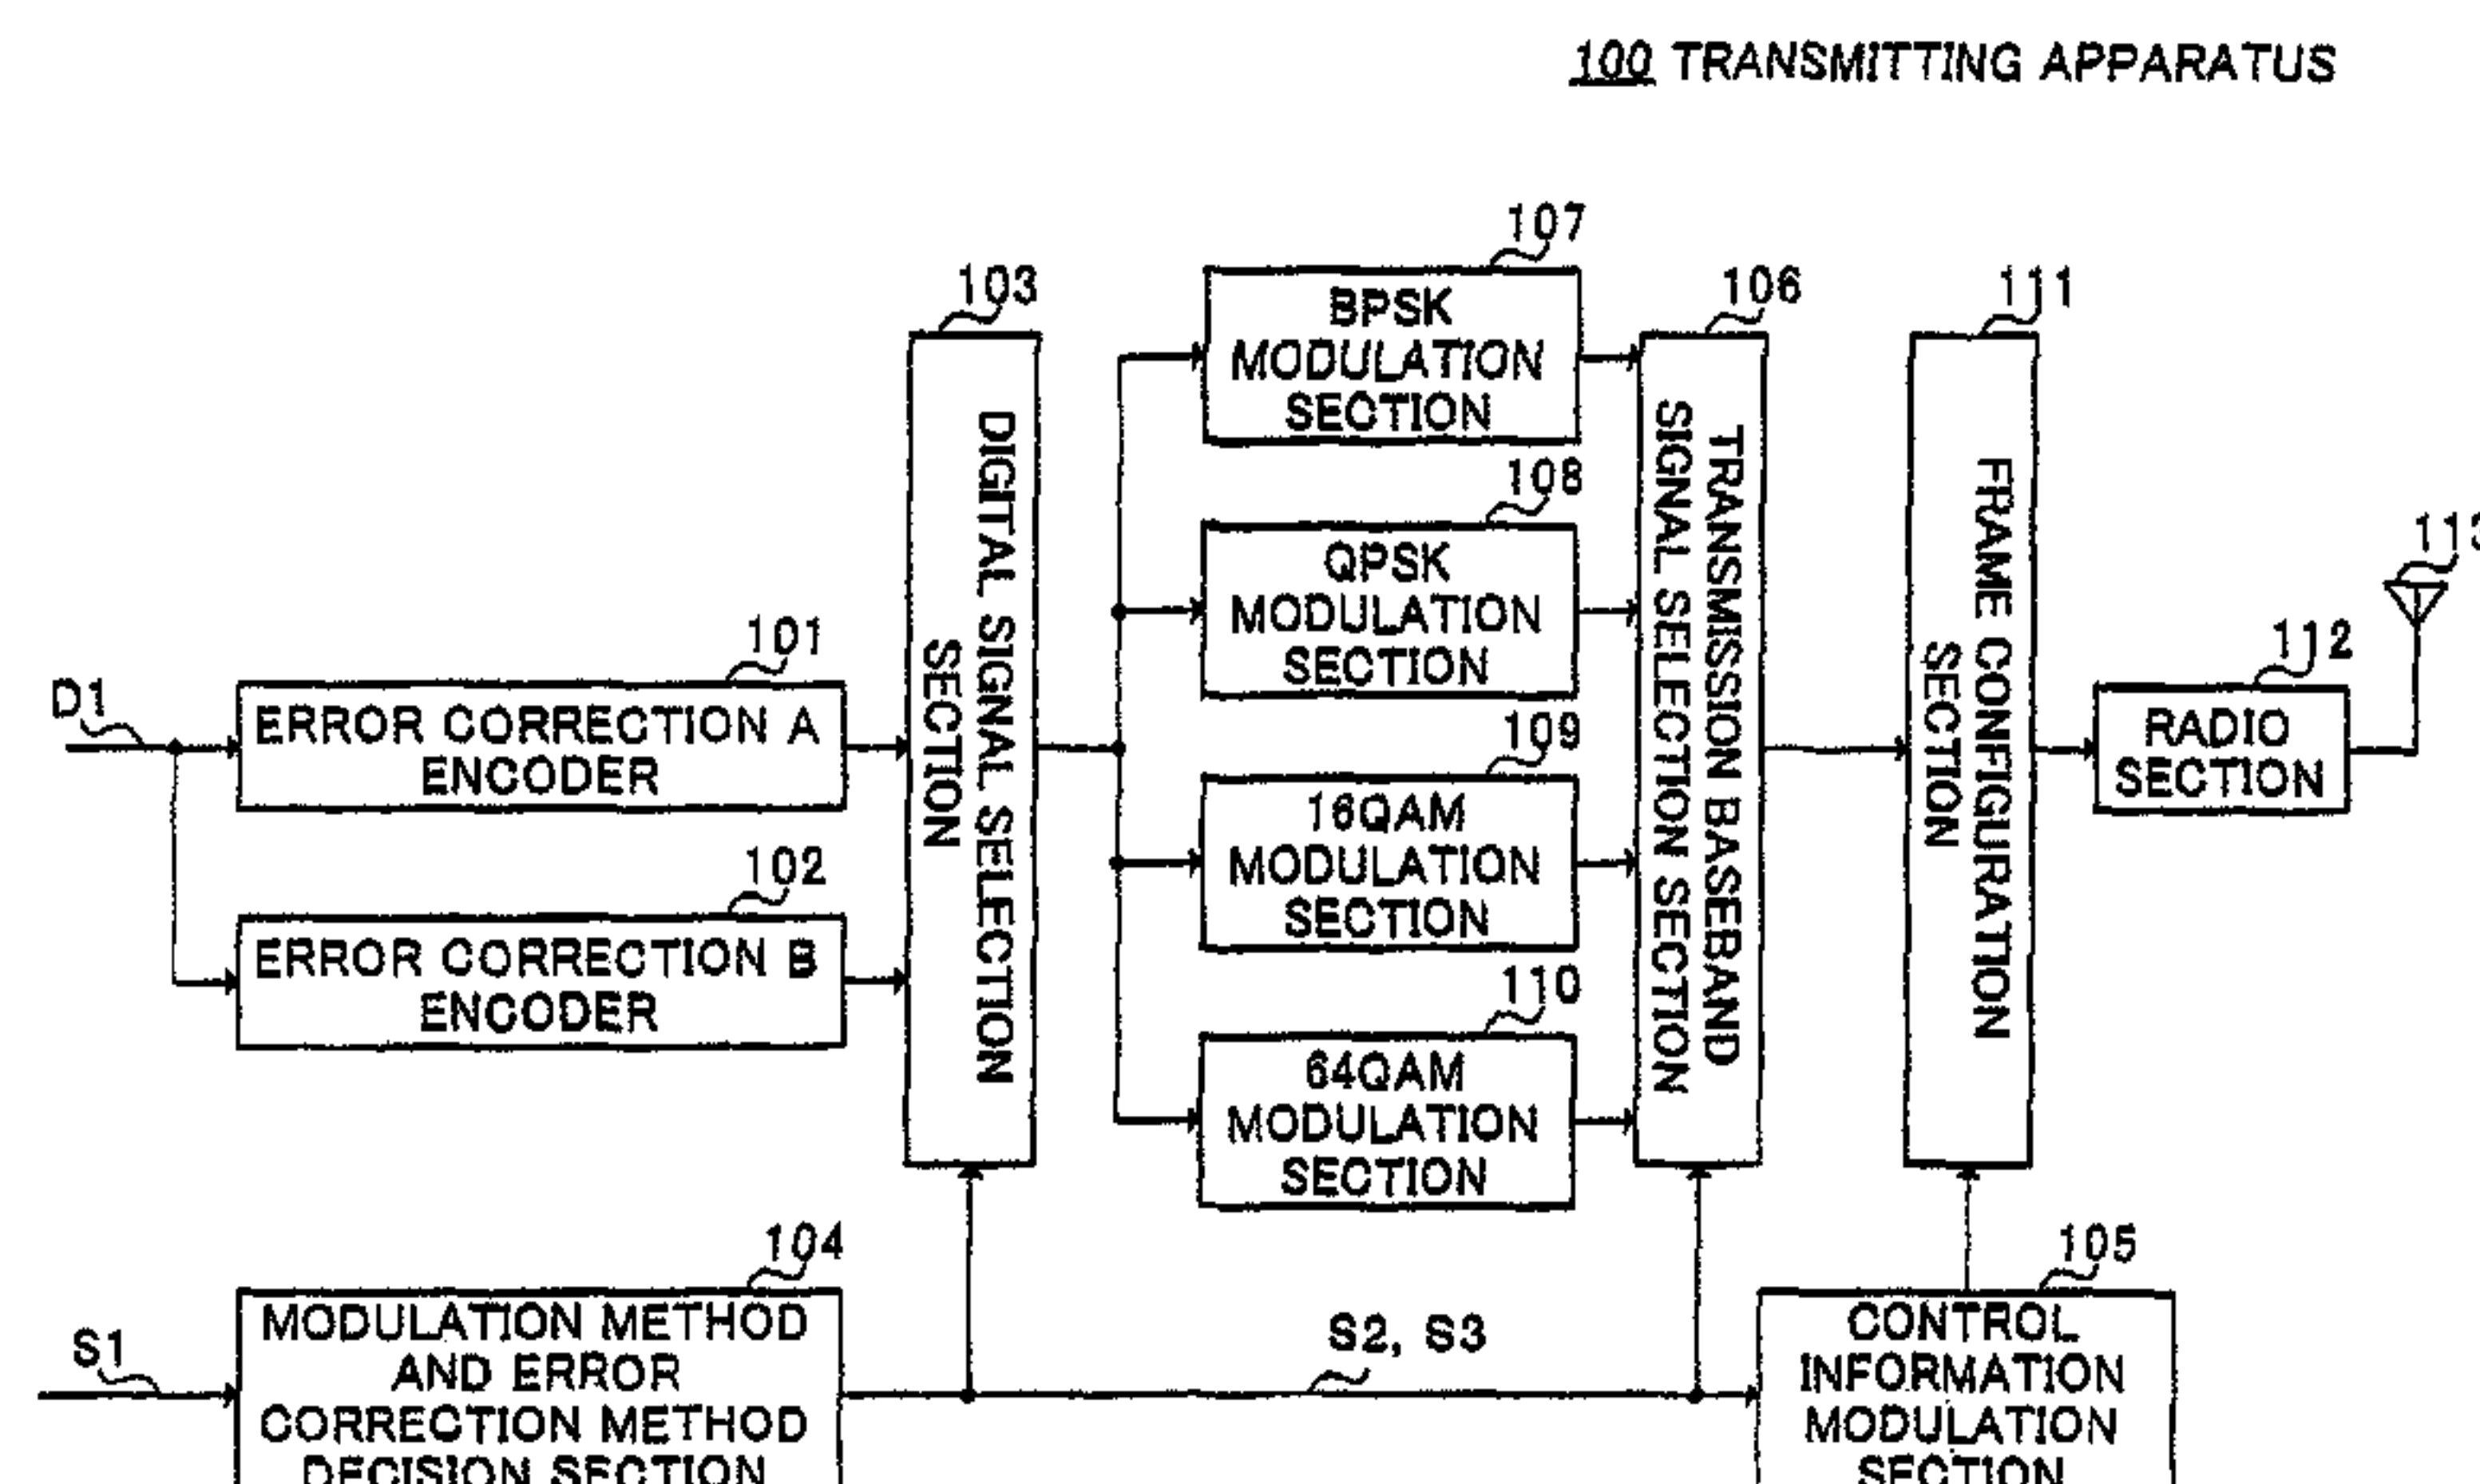 100 TRANSMITTING APPARATUS
107
103
BPSK
MODULATION
SECTION
106
111
108
QPSK
MODULATION
SECTION
DIGITAL SIGNAL SELECTION
SECTION
TRANSMISSION BASEBAND
SIGNAL SELECTION SECTION
FRAME CONFIGURATION
SECTION
113
101
D1
ERROR CORRECTION A
ENCODER
109
16QAM
MODULATION
SECTION
112
RADIO
SECTION
102
ERROR CORRECTION B
ENCODER
110
64QAM
MODULATION
SECTION
104
S1
MODULATION METHOD
AND ERROR
CORRECTION METHOD
DECISION SECTION
S2, S3
105
CONTROL
INFORMATION
MODULATION
SECTION